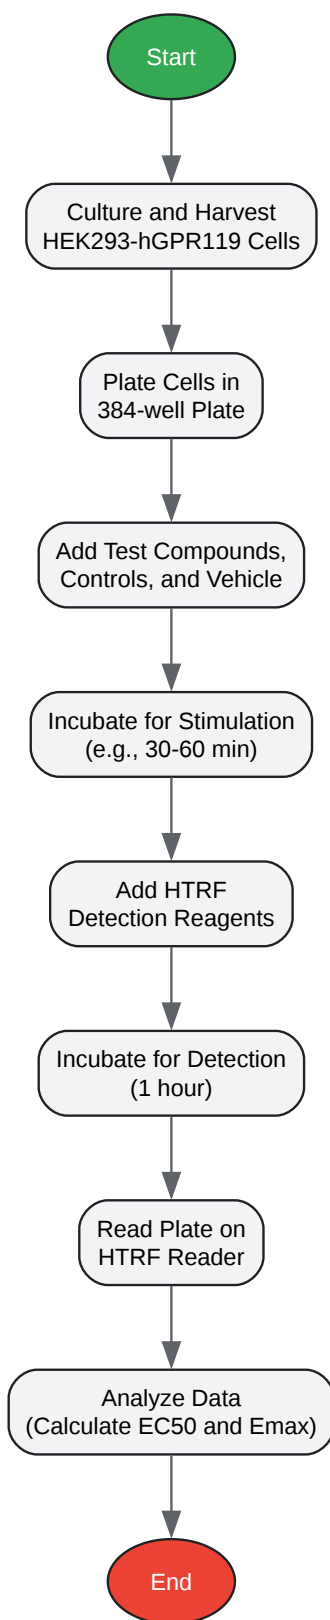 Start
Culture and Harvest
HEK293-hGPR119 Cells
Plate Cells in
384-well Plate
Add Test Compounds,
Controls, and Vehicle
Incubate for Stimulation
(e.g., 30-60 min)
Add HTRF
Detection Reagents
Incubate for Detection
(1 hour)
Read Plate on
HTRF Reader
Analyze Data
(Calculate EC50 and Emax)
End